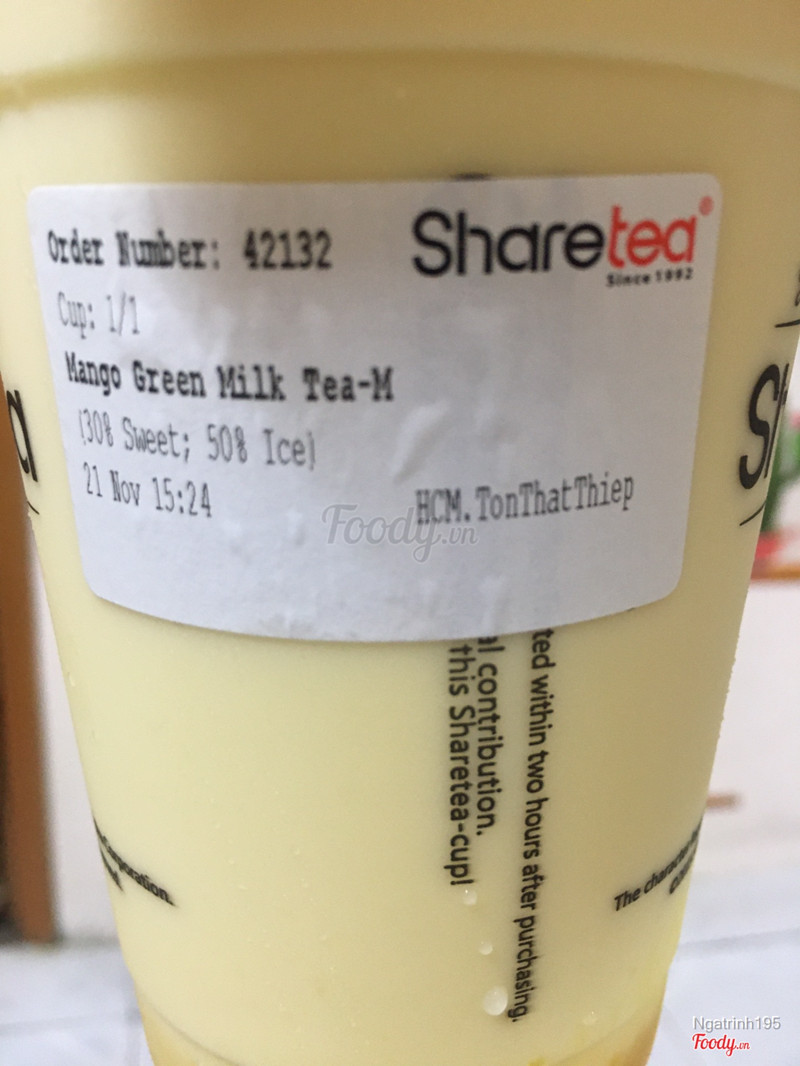 Order Number: 42132
Sharetea®
Since 1992
Cup: 1/1
Mango Green Milk Tea-M
(30% Sweet; 50% Ice)
21 Nov 15:24
HCM.TonThatThiep
Foody.vn
ted within two hours after purchasing.
al contribution.
this Sharetea-cup!
The character
Ngatrinh195
Foody.vn